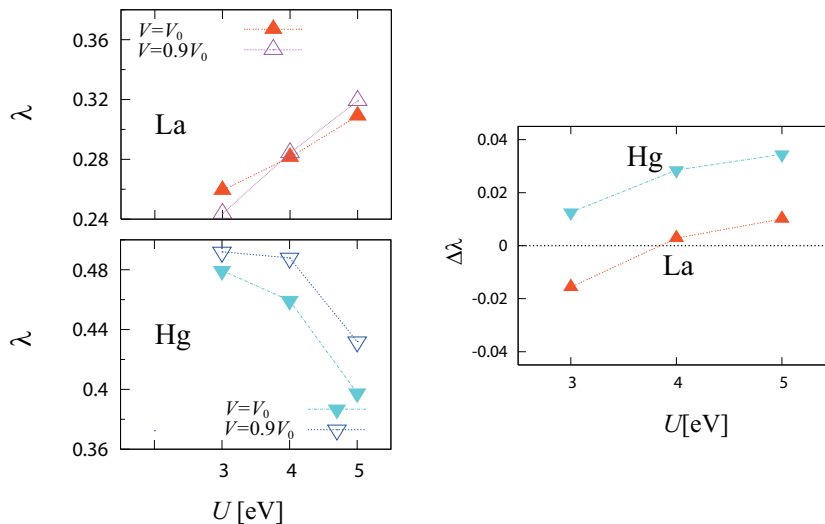 0.36
V=V₀
V=0.9V₀
0.32
La
λ
0.28
0.24
0.48
0.44
Hg
λ
0.4
V=V₀
V=0.9V₀
0.36
3 4 5
U [eV]
0.04
Hg
0.02
Δλ
0
La
-0.02
-0.04
3 4 5
U[eV]